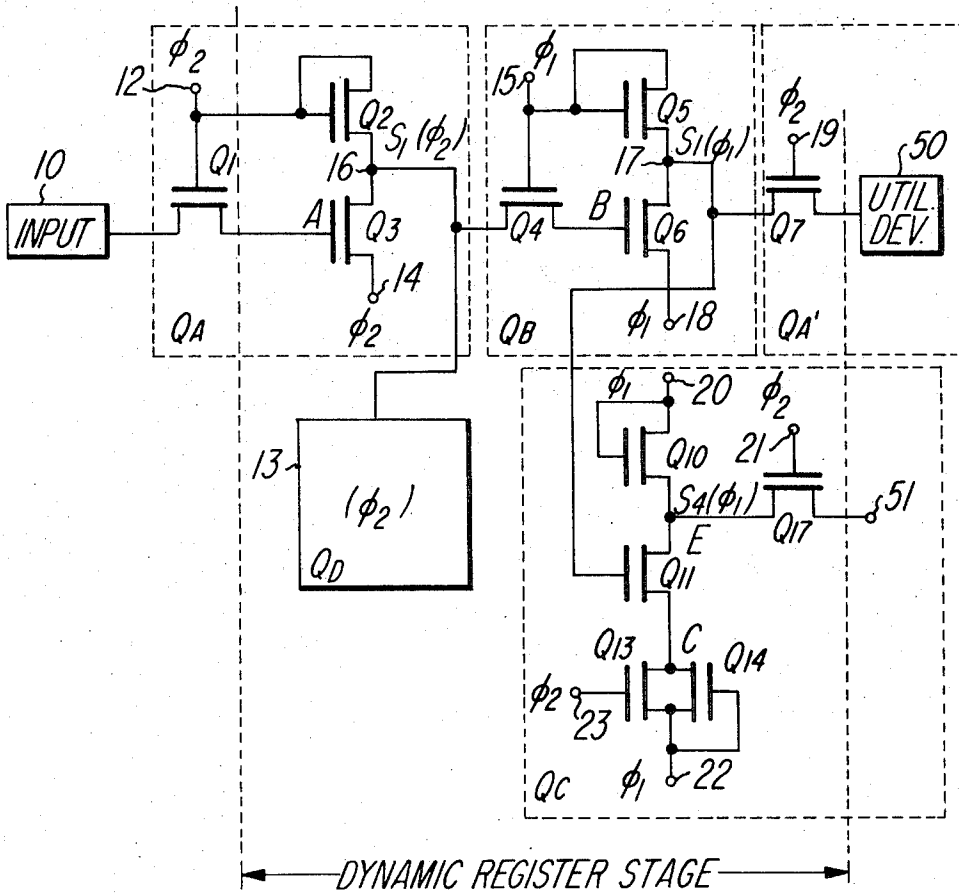 ϕ2
12
10
INPUT
Q1
Q2
S1 (ϕ2)
16
A
Q3
14
ϕ2
QA
13
(ϕ2)
QD
ϕ1
15
Q5
S1(ϕ1)
17
Q4
B
Q6
ϕ1
18
QB
ϕ2
19
Q7
50
UTIL.
DEV.
QA'
ϕ1
20
Q10
ϕ2
21
S4(ϕ1)
Q17
51
E
Q11
Q13
C
Q14
ϕ2
23
ϕ1
22
QC
DYNAMIC REGISTER STAGE